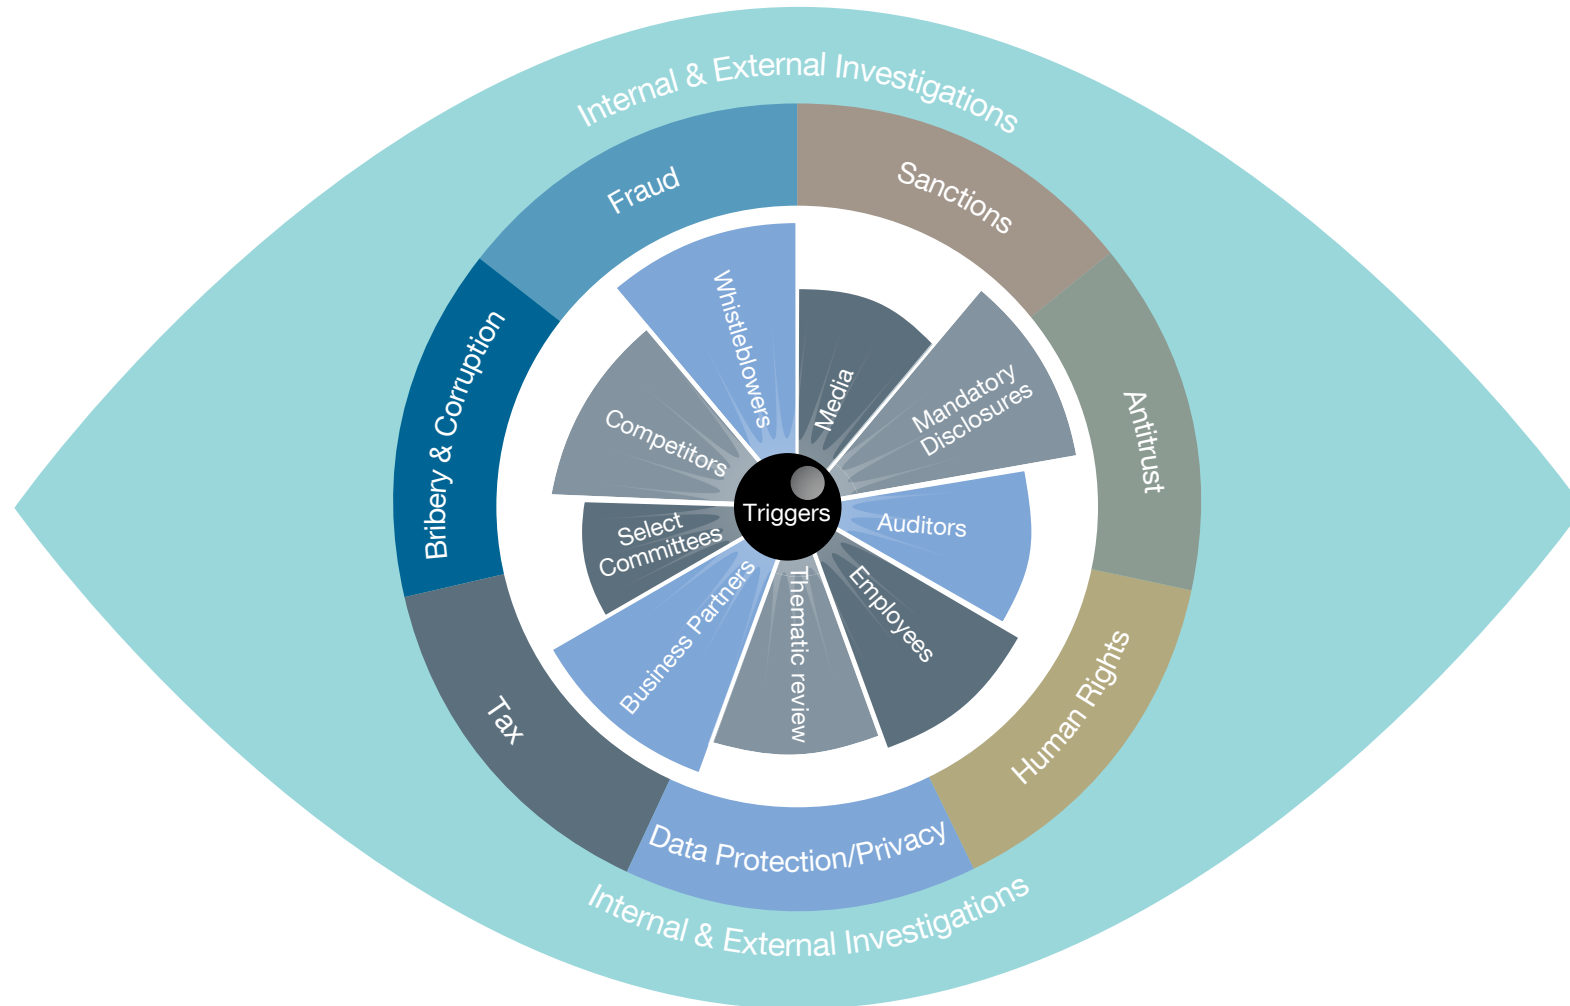 Internal & External Investigations
Fraud
Sanctions
Antitrust
Human Rights
Data Protection/Privacy
Tax
Bribery & Corruption
Whistleblowers
Media
Mandatory
Disclosures
Auditors
Employees
Thematic review
Business Partners
Select
Committees
Competitors
Triggers
Internal & External Investigations